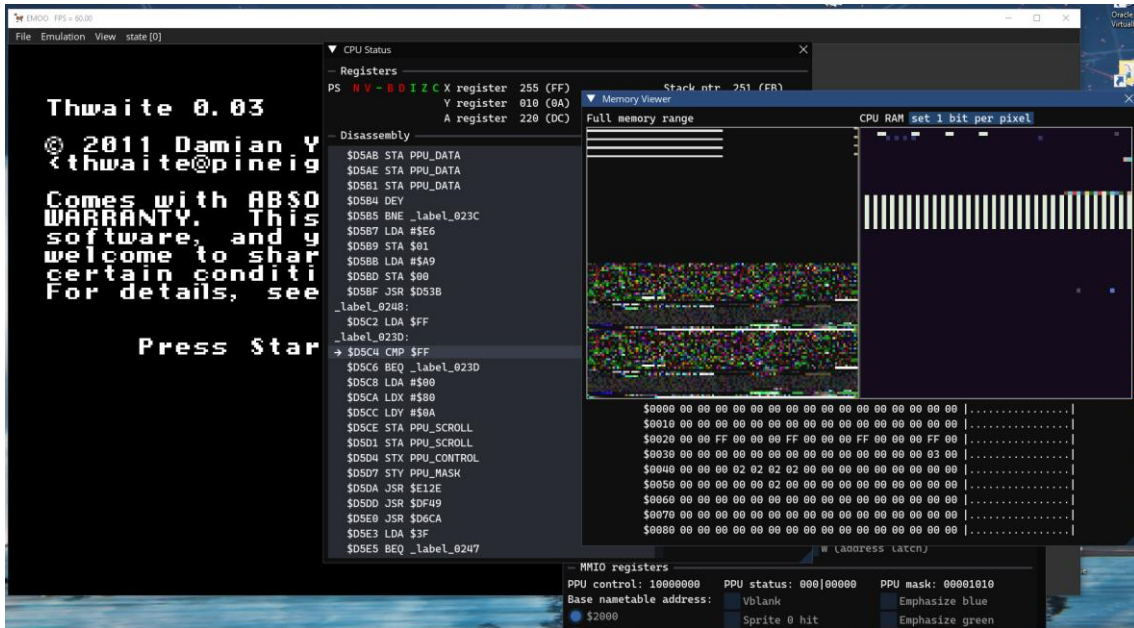 EMOO FPS = 60.00
File Emulation View state[0]
Thwaite 0.03
© 2011 Damian Y
<thwaite@pineig
Comes with ABSO
WARRANTY. This
software, and y
welcome to shar
certain conditi
For details, see
Press Star
CPU Status
Registers
PS N V - B D I Z C X register 255 (FF) Stack ptr 251 (FB)
Y register 010 (0A)
A register 220 (DC)
Disassembly
$D5AB STA PPU_DATA
$D5AE STA PPU_DATA
$D5B1 STA PPU_DATA
$D5B4 DEY
$D5B5 BNE _label_023C
$D5B7 LDA #$E6
$D5B9 STA $01
$D5BB LDA #$A9
$D5BD STA $00
$D5BF JSR $D53B
_label_0248:
$D5C2 LDA $FF
_label_023D:
→ $D5C4 CMP $FF
$D5C6 BEQ _label_023D
$D5C8 LDA #$00
$D5CA LDX #$80
$D5CC LDY #$0A
$D5CE STA PPU_SCROLL
$D5D1 STA PPU_SCROLL
$D5D4 STX PPU_CONTROL
$D5D7 STY PPU_MASK
$D5DA JSR $E12E
$D5DD JSR $DF49
$D5E0 JSR $D6CA
$D5E3 LDA $3F
$D5E5 BEQ _label_0247
Memory Viewer
Full memory range CPU RAM set 1 bit per pixel
$0000 00 00 00 00 00 00 00 00 00 00 00 00 00 00 00 00 |................|
$0010 00 00 00 00 00 00 00 00 00 00 00 00 00 00 00 00 |................|
$0020 00 00 FF 00 00 00 FF 00 00 00 FF 00 00 00 FF 00 |................|
$0030 00 00 00 00 00 00 00 00 00 00 00 00 00 00 03 00 |................|
$0040 00 00 00 02 02 02 02 00 00 00 00 00 00 00 00 00 |................|
$0050 00 00 00 00 00 02 00 00 00 00 00 00 00 00 00 00 |................|
$0060 00 00 00 00 00 00 00 00 00 00 00 00 00 00 00 00 |................|
$0070 00 00 00 00 00 00 00 00 00 00 00 00 00 00 00 00 |................|
$0080 00 00 00 00 00 00 00 00 00 00 00 00 00 00 00 00 |................|
W (address latch)
MMIO registers
PPU control: 10000000 PPU status: 000|00000 PPU mask: 00001010
Base nametable address: Vblank Emphasize blue
$2000 Sprite 0 hit Emphasize green
Oracle